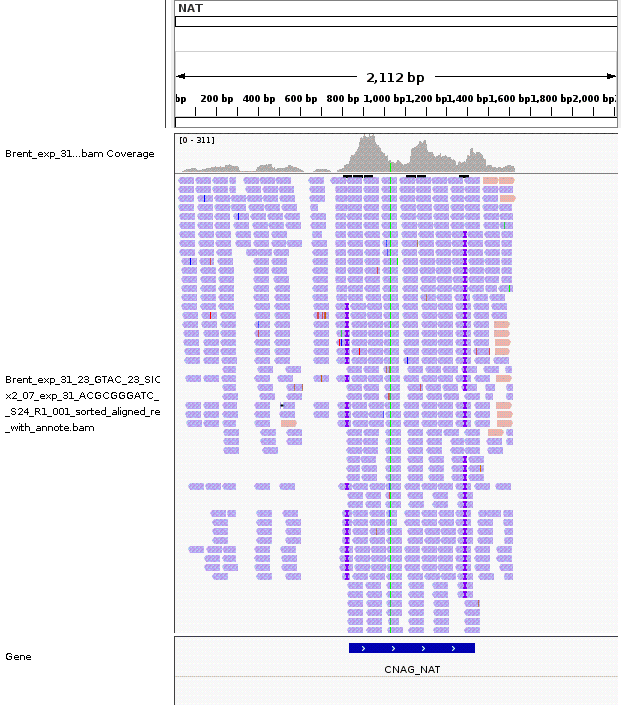 NAT
2,112 bp
bp 200 bp 400 bp 600 bp 800 bp 1,000 bp 1,200 bp 1,400 bp 1,600 bp 1,800 bp 2,000 bp
[0 - 311]
Brent_exp_31...bam Coverage
Brent_exp_31_23_GTAC_23_SIC
x2_07_exp_31_ACGCGGGATC_
_S24_R1_001_sorted_aligned_re
_with_annote.bam
Gene
CNAG_NAT